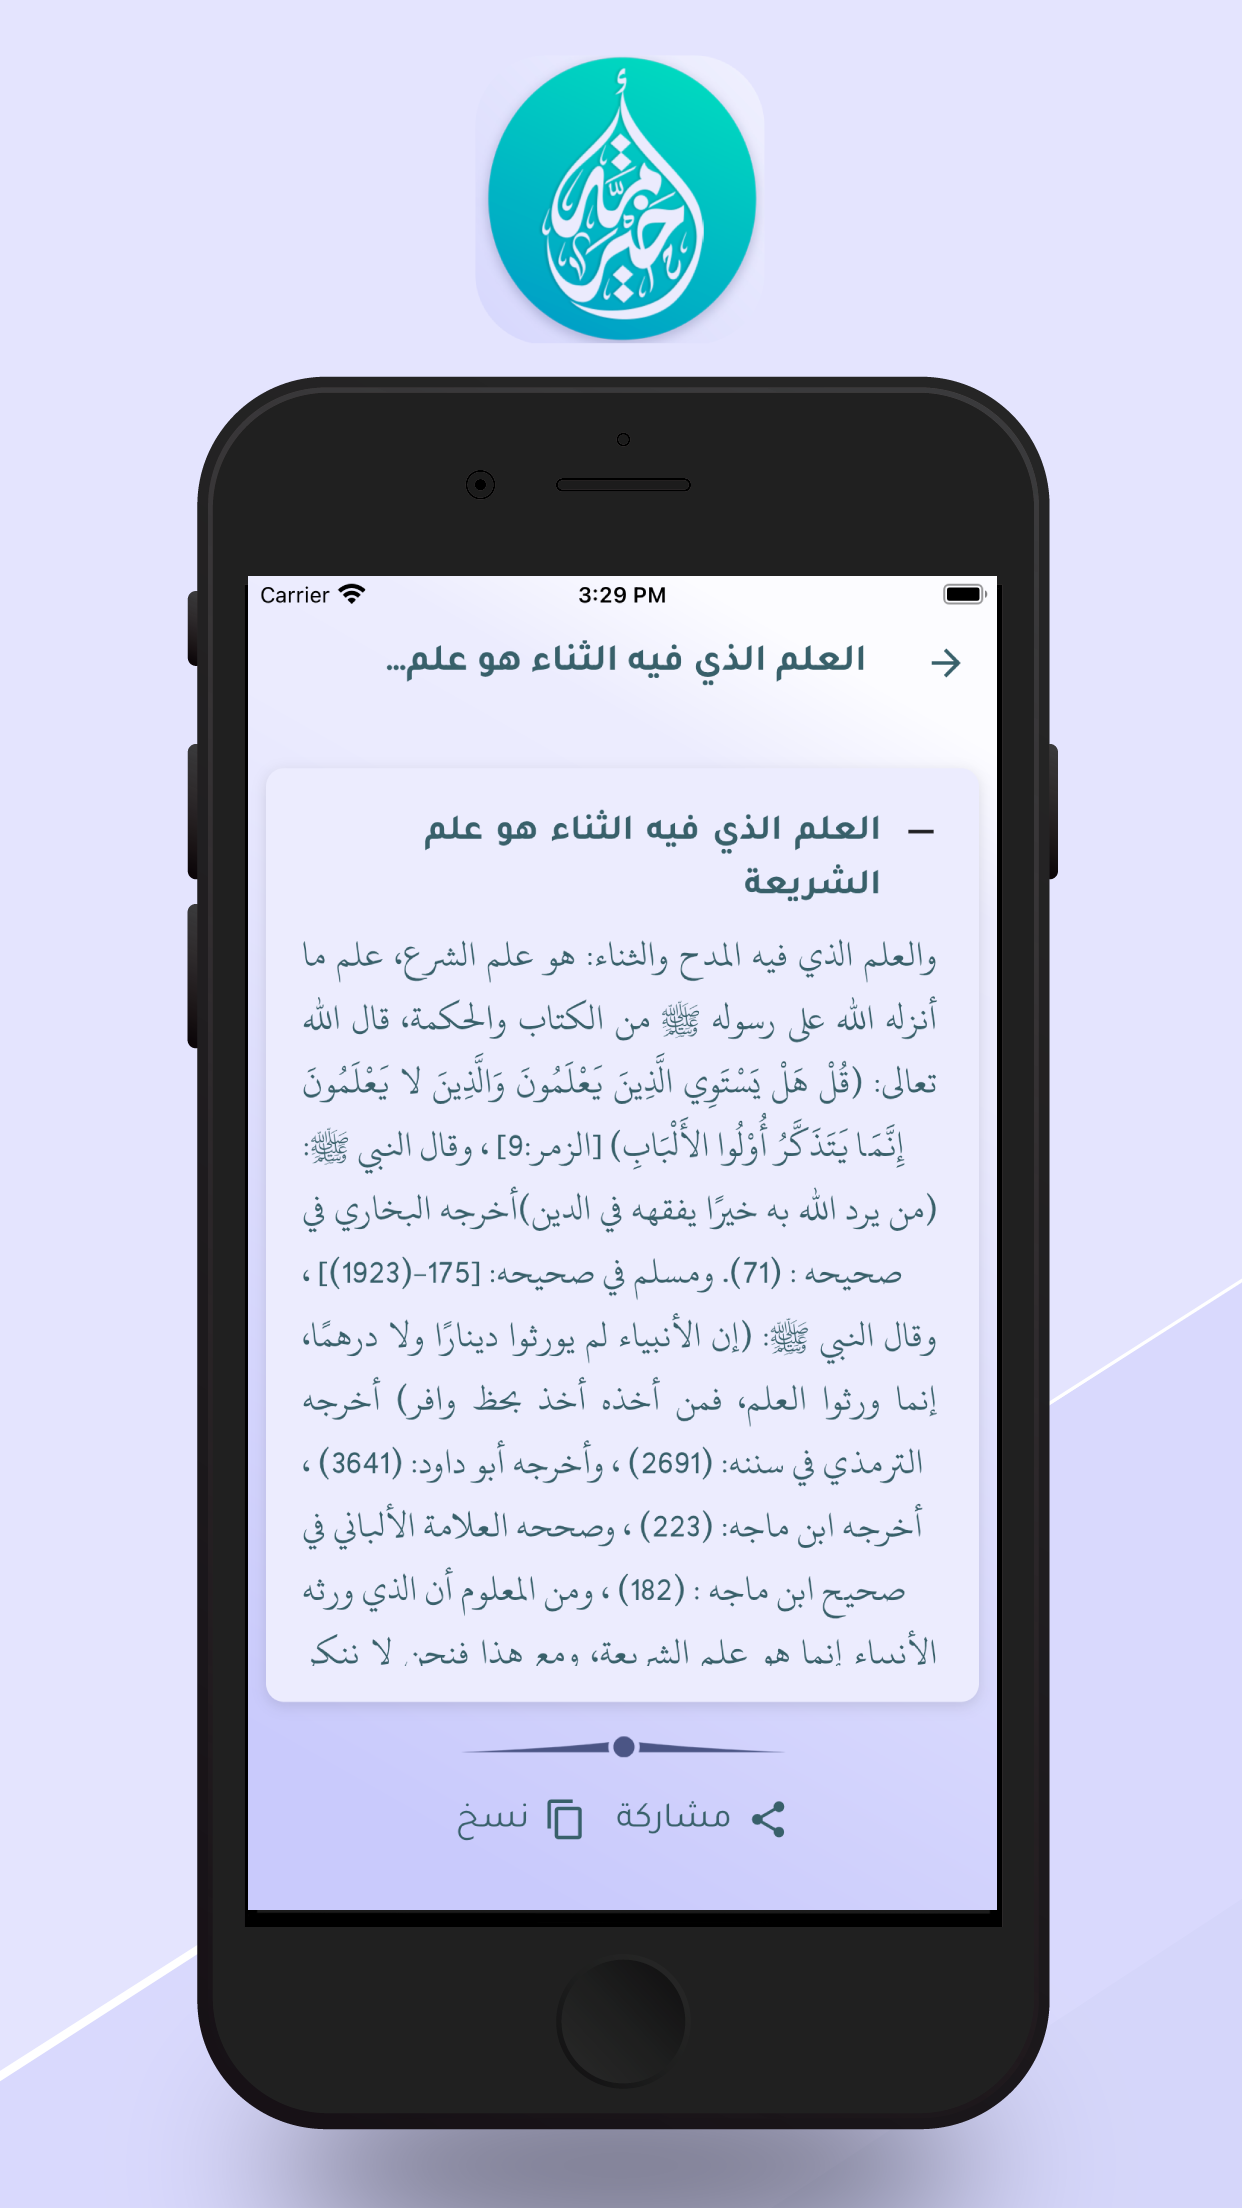 خير أمة
Carrier 3:29 PM
العلم الذي فيه الثناء هو علم...
العلم الذي فيه الثناء هو علم
الشريعة
والعلم الذي فيه المدح والثناء: هو علم الشرع، علم ما
أنزله الله على رسوله ﷺ من الكتاب والحكمة، قال الله
تعالى: (قُلْ هَلْ يَسْتَوِي الَّذِينَ يَعْلَمُونَ وَالَّذِينَ لا يَعْلَمُونَ
إِنَّمَا يَتَذَكَّرُ أُوْلُوا الأَلْبَابِ) [الزمر:9] ، وقال النبي ﷺ:
(من يرد الله به خيرًا يفقهه في الدين)أخرجه البخاري في
صحيحه : (71). ومسلم في صحيحه: [175-(1923)] ،
وقال النبي ﷺ: (إن الأنبياء لم يورثوا دينارًا ولا درهمًا،
إنما ورثوا العلم، فمن أخذه أخذ بحظ وافر) أخرجه
الترمذي في سننه: (2691) ، وأخرجه أبو داود: (3641) ،
أخرجه ابن ماجه: (223) ، وصححه العلامة الألباني في
صحيح ابن ماجه : (182) ، ومن المعلوم أن الذي ورثه
الأنبياء إنما هو علم الشريعة، ومع هذا فنحن لا ننكر
مشاركة نسخ